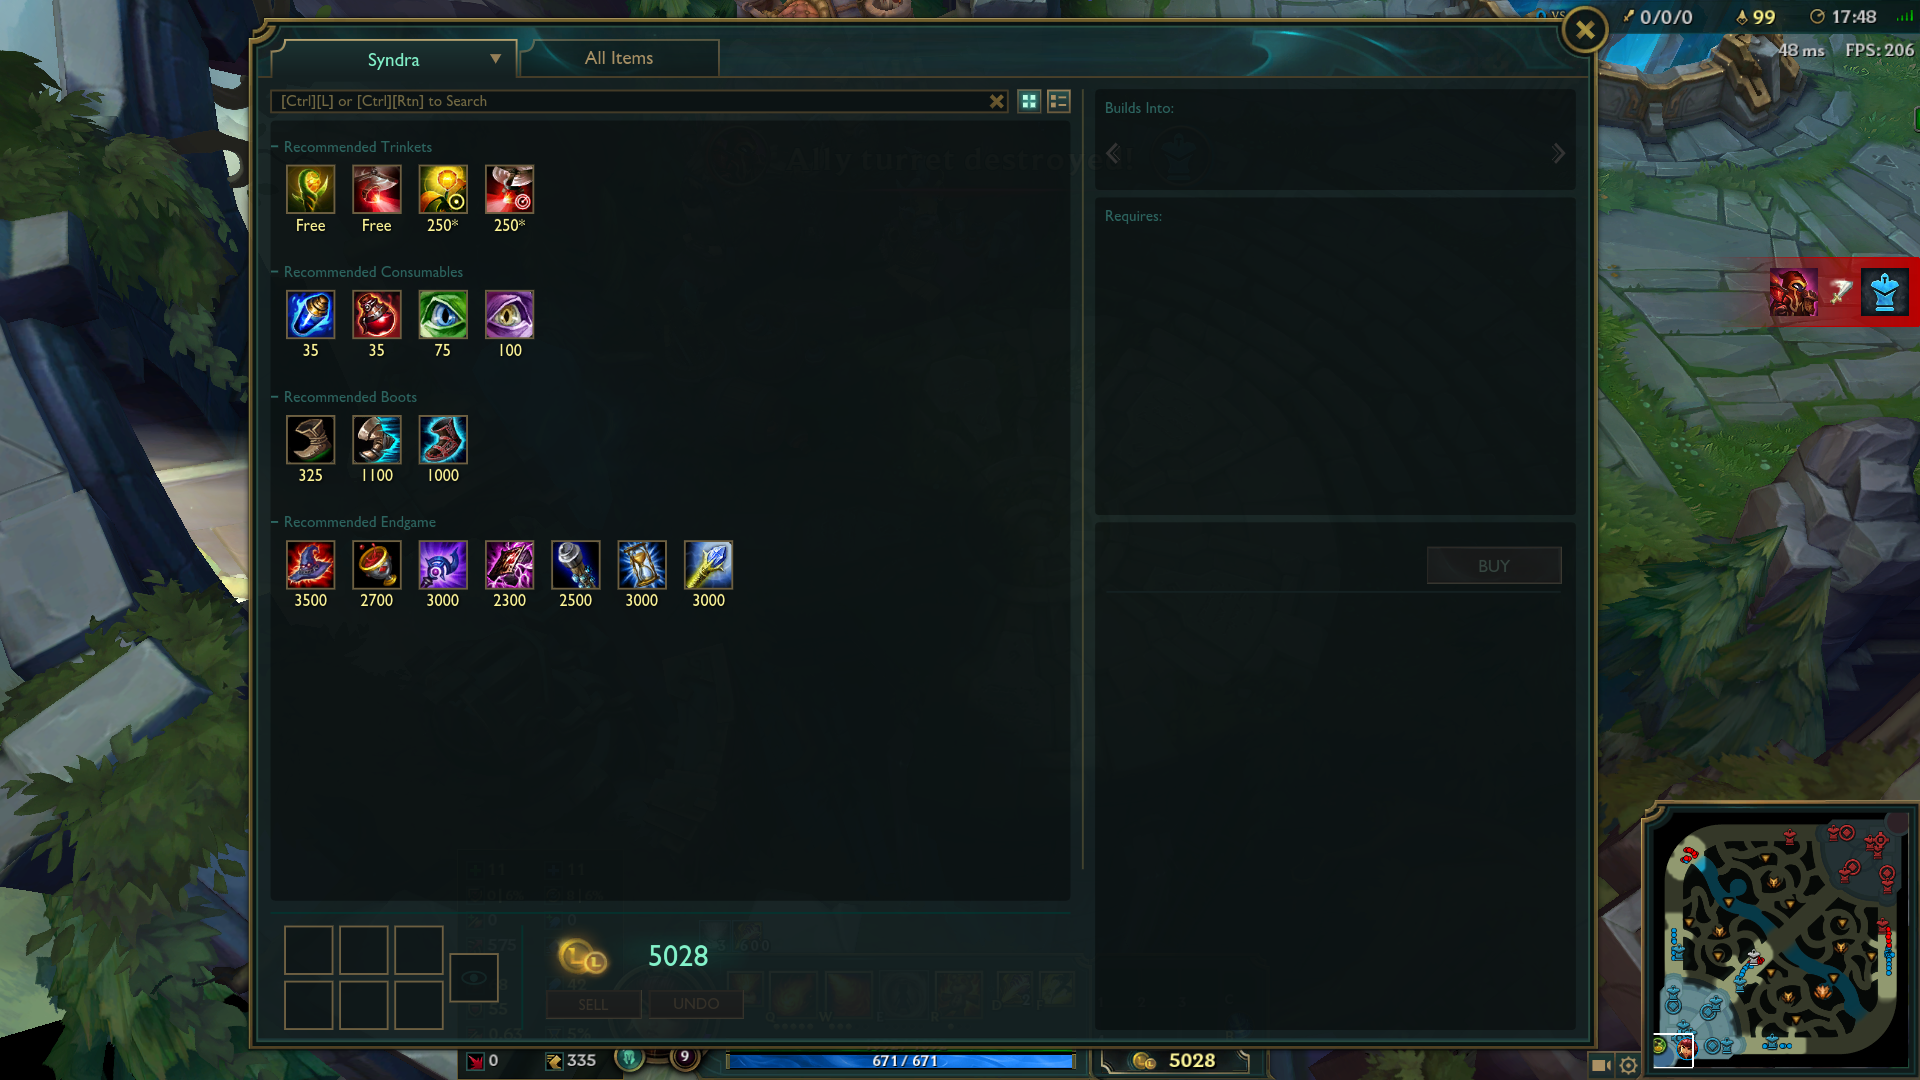 0/0/0
99
17:48
48 ms
FPS: 206
Syndra
All Items
[Ctrl][L] or [Ctrl][Rtn] to Search
Recommended Trinkets
Free
Free
250*
250*
Recommended Consumables
35
35
75
100
Recommended Boots
325
1100
1000
Recommended Endgame
3500
2700
3000
2300
2500
3000
3000
Builds Into:
Ally turret destroye
Requires:
BUY
5028
SELL
UNDO
0
335
9
671 / 671
5028